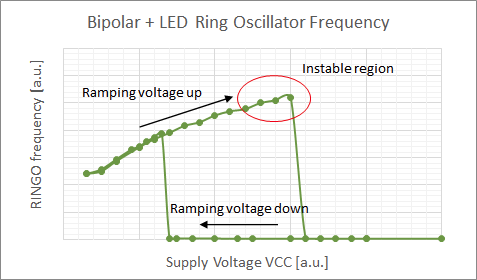 Bipolar + LED Ring Oscillator Frequency
Instable region
Ramping voltage up
RINGO frequency [a.u.]
Ramping voltage down
Supply Voltage VCC [a.u.]